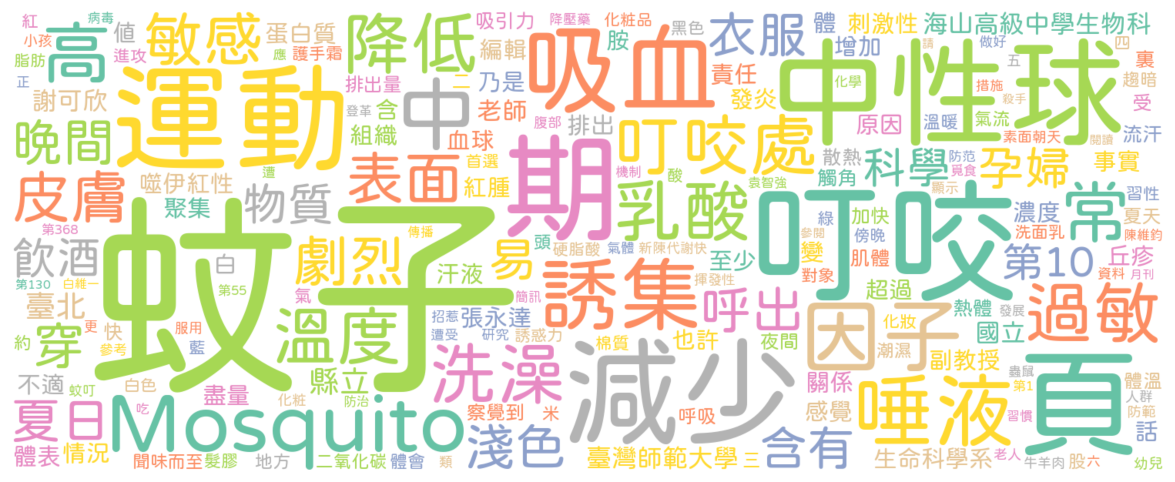 紅 病毒 值 敏感 蛋白質 降低 吸引力 降壓藥 化妝品 黑色 衣服 體 刺激性 海山高級中學生物科
小孩 高 進攻 應 護手霜 編輯 吸血 胺 增加 中性球 請 做好 四 裏
脂肪 正 運動 排出量 二 乃是 責任 化學 五 措施 趨暗
謝可欣 登革 含 中 老師 腹部 排出 發炎 殺手 受
晚間 組織 血球 叮咬處 原因 溫暖 氣流 素面朝天 流汗
遭 表面 首選 期 機制 酸 袁智強 散熱 科學 防范 閱讀 孕婦 事實
皮膚 噬伊紅性 物質 紅腫 乳酸 觸角 顯示 覓食 習性
第368 聚集 蚊子 傳播 頭 硬脂酸 氣體 新陳代謝快 叮咬 綠 加快 濃度 夏天 常
飲酒 白 劇烈 汗液 易 誘集 至少 變 傍晚 洗面乳 陳維鈞
第130 白雌一 第55 揮發性 對象 肌體 第10 丘疹
臺北 氣 簡訊 呼出 超過 熱體 資料 月刊
更 快 服用 溫度 招惹 張永達 因子 化妝 國立 發展 過敏
約 穿 參考 藍 遭受 研究 誘惑力 棉質 也許 夜間 潮濕 副教授
不適 蚊叮 白色 縣立 洗澡 減少 關係 唾液 蟲鼠 第1 頁 體溫
夏日 吃 盡量 化粧 防治 Mosquito 察覺到 米 呼吸 感覺 習慣 人群 防範
體表 情況 聞味而至 髮膠 地方 二氧化碳 體會 類 淺色 臺灣師範大學 三 含有 生命科學系 老人 牛羊肉 股 六 話 幼兒